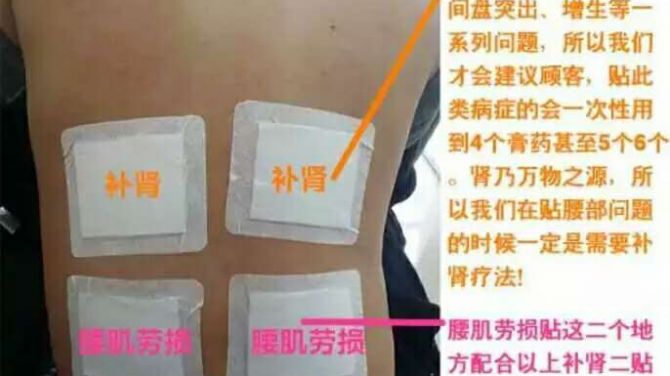 间盘突出、增生等一
系列问题，所以我们
才会建议顾客，贴此
类病症的会一次性用
到4个膏药甚至5个6个
。肾乃万物之源，所
以我们在贴腰部问题
的时候一定是需要补
肾疗法!
补肾
补肾
腰肌劳损
腰肌劳损
腰肌劳损贴这二个地
方配合以上补肾二贴